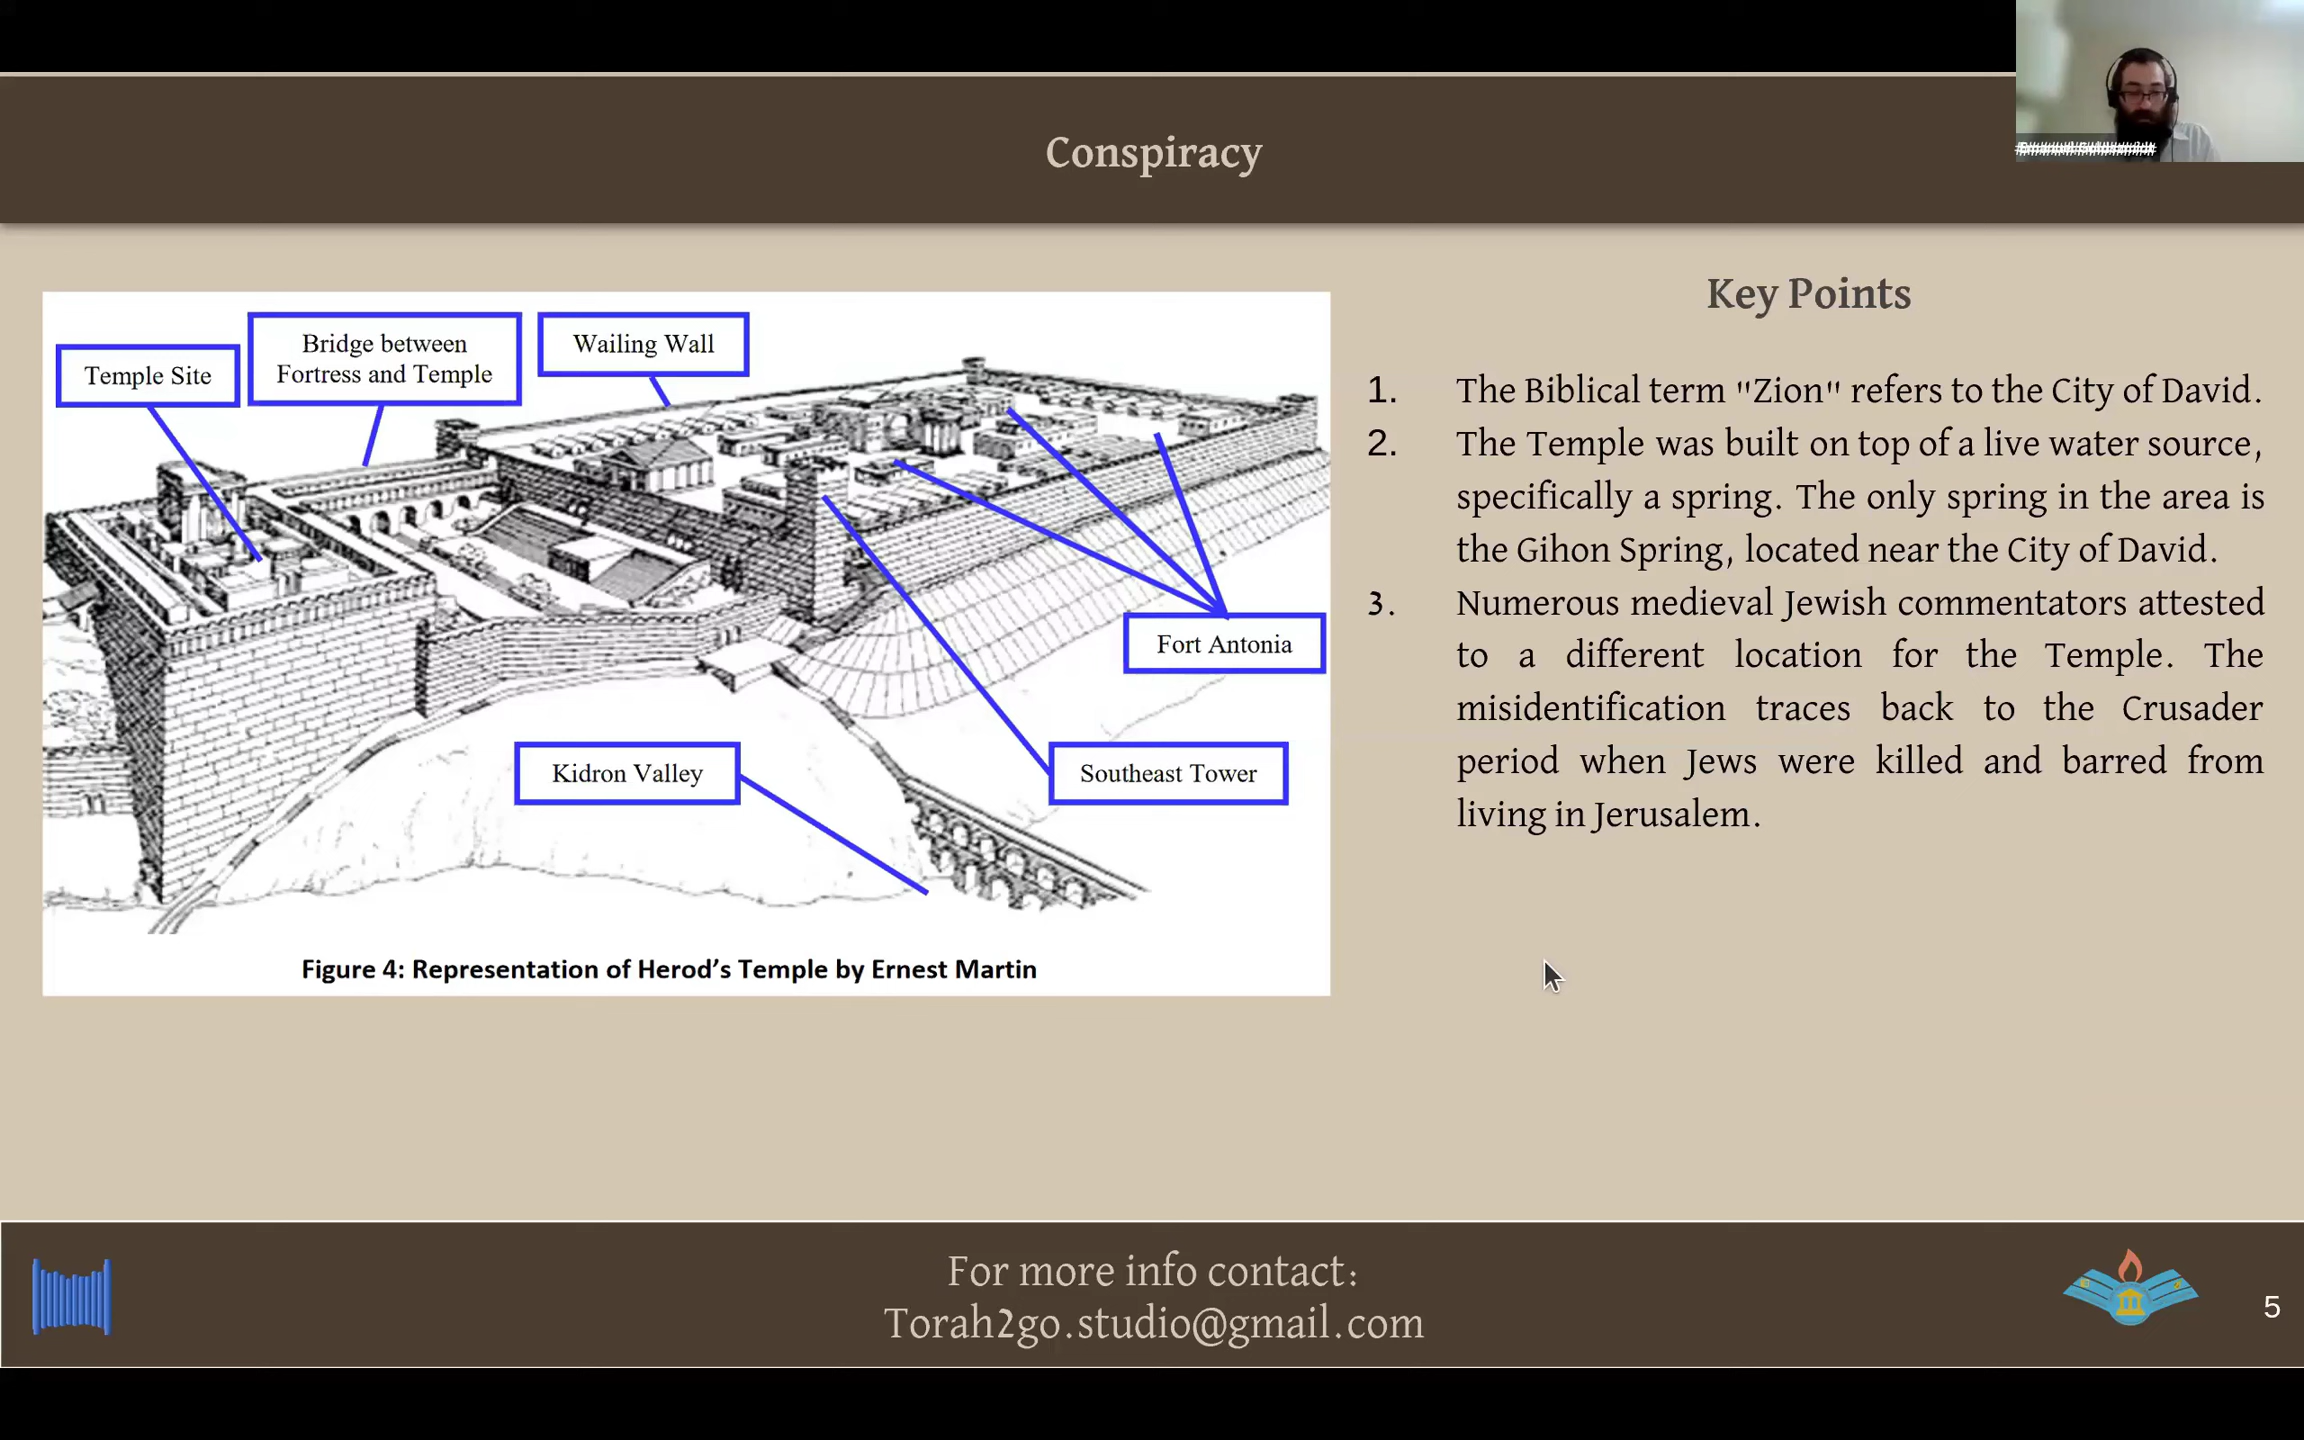 Conspiracy
Temple Site
Bridge between
Fortress and Temple
Wailing Wall
Fort Antonia
Kidron Valley
Southeast Tower
Figure 4: Representation of Herod's Temple by Ernest Martin
Key Points
1. The Biblical term "Zion" refers to the City of David.
2. The Temple was built on top of a live water source,
specifically a spring. The only spring in the area is
the Gihon Spring, located near the City of David.
3. Numerous medieval Jewish commentators attested
to a different location for the Temple. The
misidentification traces back to the Crusader
period when Jews were killed and barred from
living in Jerusalem.
For more info contact:
Torah2go.studio@gmail.com
5